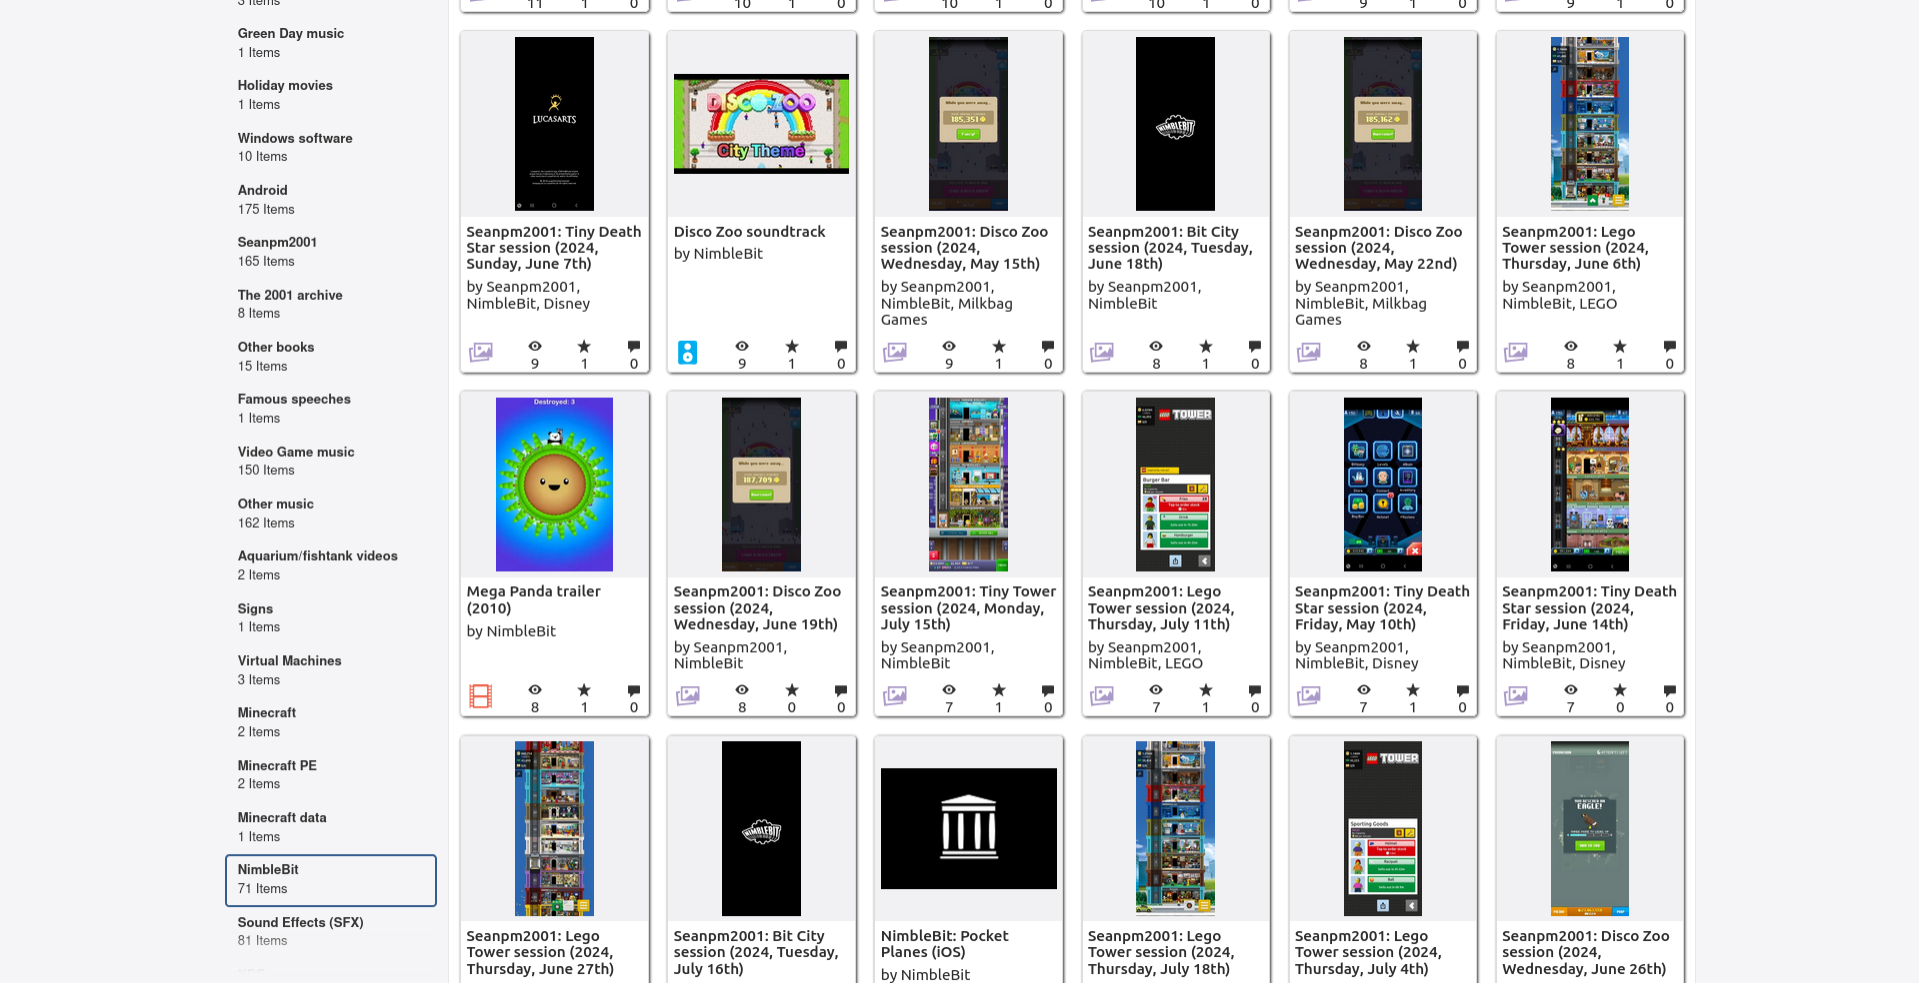 3 Items
Green Day music
1 Items
Holiday movies
1 Items
Windows software
10 Items
Android
175 Items
Seanpm2001
165 Items
The 2001 archive
8 Items
Other books
15 Items
Famous speeches
1 Items
Video Game music
150 Items
Other music
162 Items
Aquarium/fishtank videos
2 Items
Signs
1 Items
Virtual Machines
3 Items
Minecraft
2 Items
Minecraft PE
2 Items
Minecraft data
1 Items
NimbleBit
71 Items
Sound Effects (SFX)
81 Items
11 1 0
10 1 0
10 1 0
10 1 0
9 1 0
9 1 0
LUCASARTS
Seanpm2001: Tiny Death
Star session (2024,
Sunday, June 7th)
by Seanpm2001,
NimbleBit, Disney
9 1 0
DISCO ZOO
City Theme
Disco Zoo soundtrack
by NimbleBit
9 1 0
While you were away...
185,351
Seanpm2001: Disco Zoo
session (2024,
Wednesday, May 15th)
by Seanpm2001,
NimbleBit, Milkbag
Games
9 1 0
NIMBLEBIT
Seanpm2001: Bit City
session (2024, Tuesday,
June 18th)
by Seanpm2001,
NimbleBit
8 1 0
While you were away...
185,162
Seanpm2001: Disco Zoo
session (2024,
Wednesday, May 22nd)
by Seanpm2001,
NimbleBit, Milkbag
Games
8 1 0
Seanpm2001: Lego
Tower session (2024,
Thursday, June 6th)
by Seanpm2001,
NimbleBit, LEGO
8 1 0
Destroyed: 3
Mega Panda trailer
(2010)
by NimbleBit
8 1 0
While you were away...
187,709
Seanpm2001: Disco Zoo
session (2024,
Wednesday, June 19th)
by Seanpm2001,
NimbleBit
8 0 0
Seanpm2001: Tiny Tower
session (2024, Monday,
July 15th)
by Seanpm2001,
NimbleBit
7 1 0
LEGO TOWER
Burger Bar
Seanpm2001: Lego
Tower session (2024,
Thursday, July 11th)
by Seanpm2001,
NimbleBit, LEGO
7 1 0
Seanpm2001: Tiny Death
Star session (2024,
Friday, May 10th)
by Seanpm2001,
NimbleBit, Disney
7 1 0
Seanpm2001: Tiny Death
Star session (2024,
Friday, June 14th)
by Seanpm2001,
NimbleBit, Disney
7 0 0
Seanpm2001: Lego
Tower session (2024,
Thursday, June 27th)
NIMBLEBIT
Seanpm2001: Bit City
session (2024, Tuesday,
July 16th)
NimbleBit: Pocket
Planes (iOS)
by NimbleBit
Seanpm2001: Lego
Tower session (2024,
Thursday, July 18th)
LEGO TOWER
Sporting Goods
Seanpm2001: Lego
Tower session (2024,
Thursday, July 4th)
EAGLE!
Seanpm2001: Disco Zoo
session (2024,
Wednesday, June 26th)